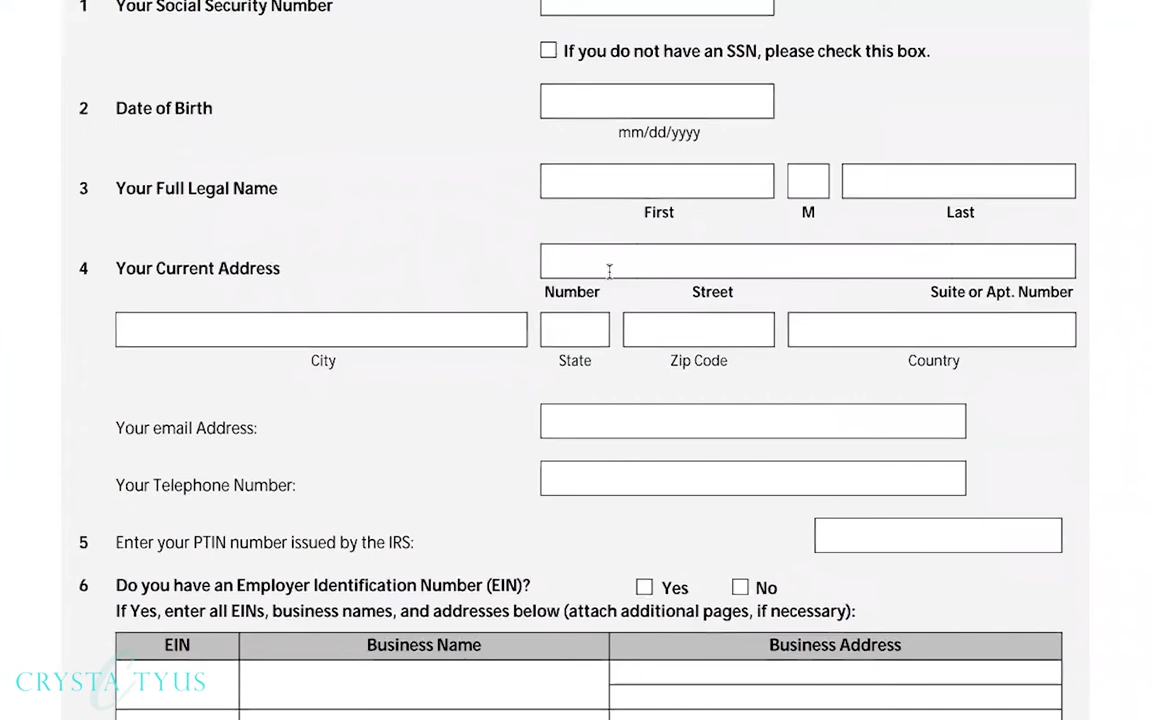 1 Your Social Security Number
If you do not have an SSN, please check this box.
2 Date of Birth
mm/dd/yyyy
3 Your Full Legal Name
First M Last
4 Your Current Address
Number Street Suite or Apt. Number
City State Zip Code Country
Your email Address:
Your Telephone Number:
5 Enter your PTIN number issued by the IRS:
6 Do you have an Employer Identification Number (EIN)? Yes No
If Yes, enter all EINs, business names, and addresses below (attach additional pages, if necessary):
EIN Business Name Business Address
CRYSTA TYUS